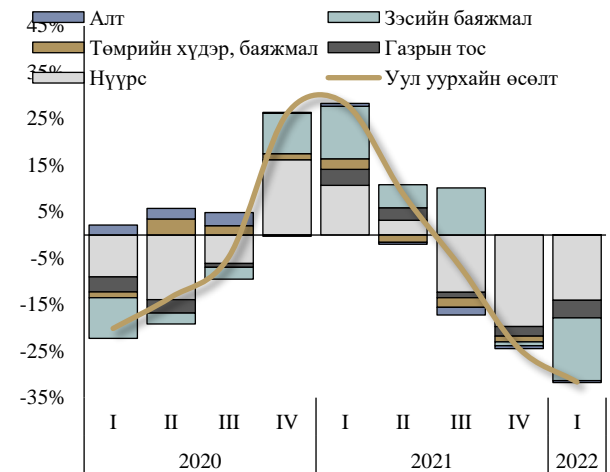 45%
Алт
Зэсийн баяжмал
Төмрийн хүдэр, баяжмал
Газрын тос
35%
Нүүрс
Уул уурхайн өсөлт
25%
15%
5%
-5%
-15%
-25%
-35%
I II III IV I II III IV I
2020 2021 2022